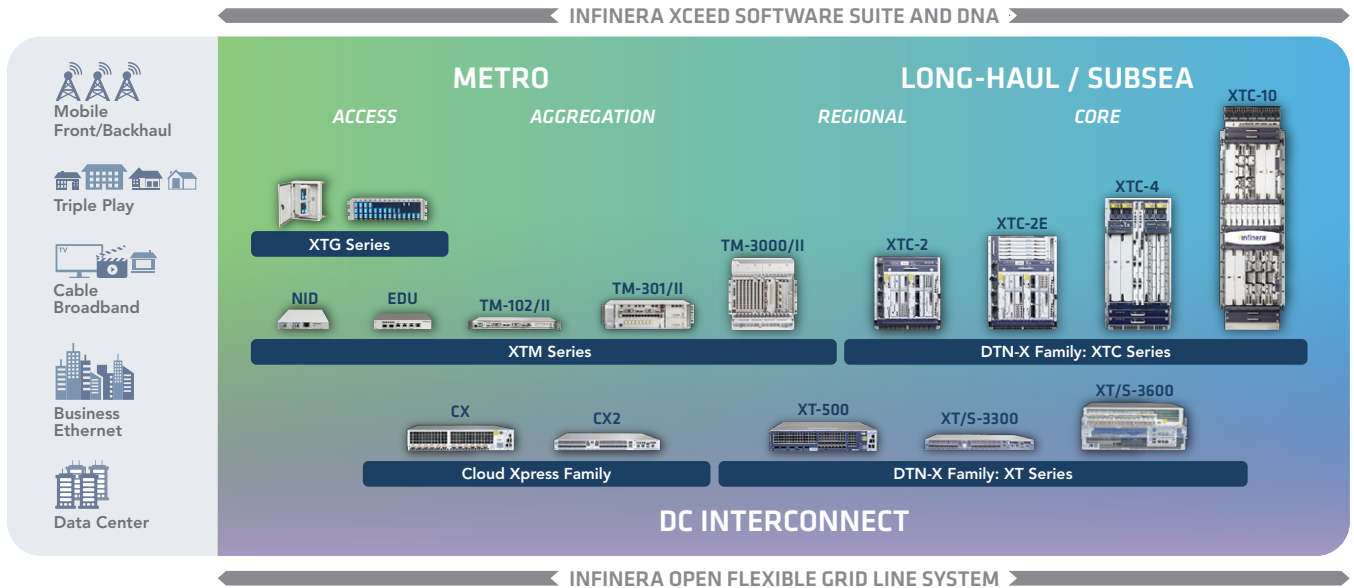 INFINERA XCEED SOFTWARE SUITE AND DNA
METRO
LONG-HAUL / SUBSEA
ACCESS
AGGREGATION
REGIONAL
CORE
Mobile
Front/Backhaul
Triple Play
TV
Cable
Broadband
Business
Ethernet
Data Center
XTG Series
NID
EDU
TM-102/II
TM-301/II
TM-3000/II
XTM Series
XTC-2
XTC-2E
XTC-4
XTC-10
Infinera
DTN-X Family: XTC Series
CX
CX2
Cloud Xpress Family
XT-500
XT/S-3300
XT/S-3600
DTN-X Family: XT Series
DC INTERCONNECT
INFINERA OPEN FLEXIBLE GRID LINE SYSTEM